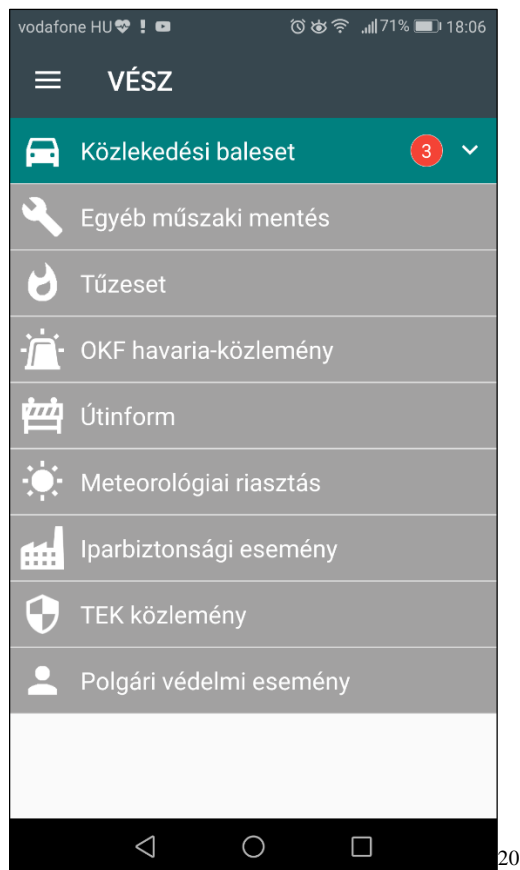 vodafone HU ! 71% 18:06
VÉSZ
Közlekedési baleset 3
Egyéb műszaki mentés
Tűzeset
OKF havaria-közlemény
Útinform
Meteorológiai riasztás
Iparbiztonsági esemény
TEK közlemény
Polgári védelmi esemény
20